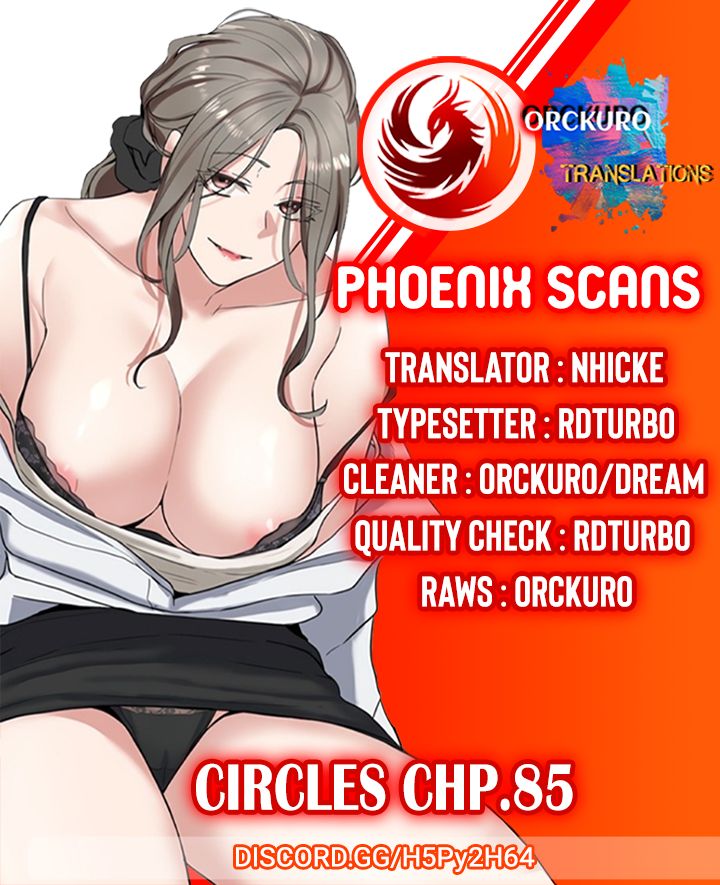 ORCKURO
TRANSLATIONS
PHOENIX SCANS
TRANSLATOR : NHICKE
TYPESETTER : RDTURBO
CLEANER : ORCKURO/DREAM
QUALITY CHECK : RDTURBO
RAWS : ORCKURO
CIRCLES CHP.85
DISCORD.GG/H5Py2H64